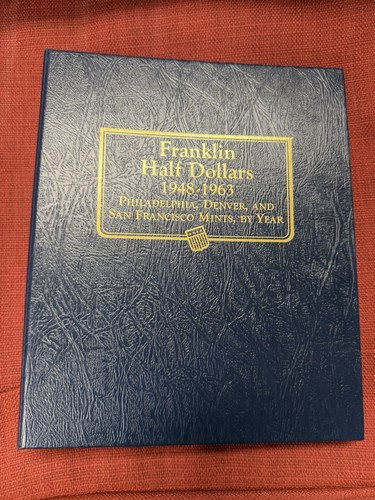 Franklin
Half Dollars
1948-1963
Philadelphia, Denver, and
San Francisco Mints, by Year